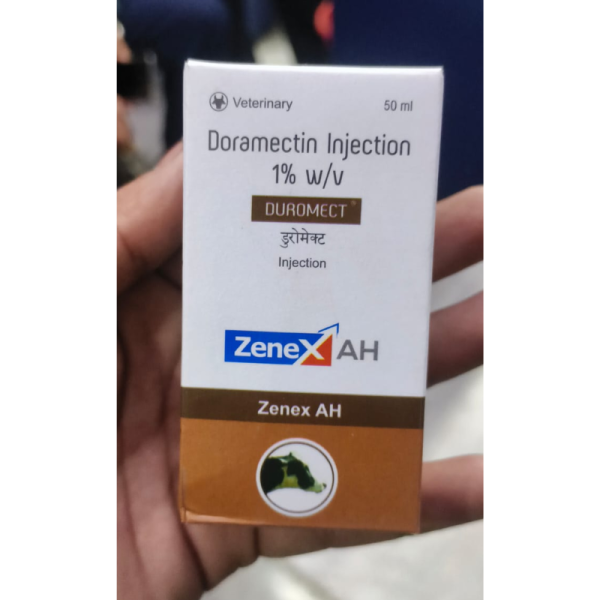 Veterinary 50 ml
Doramectin Injection
1% w/v
DUROMECT®
डुरोमेक्ट
Injection
Zenex AH
Zenex AH